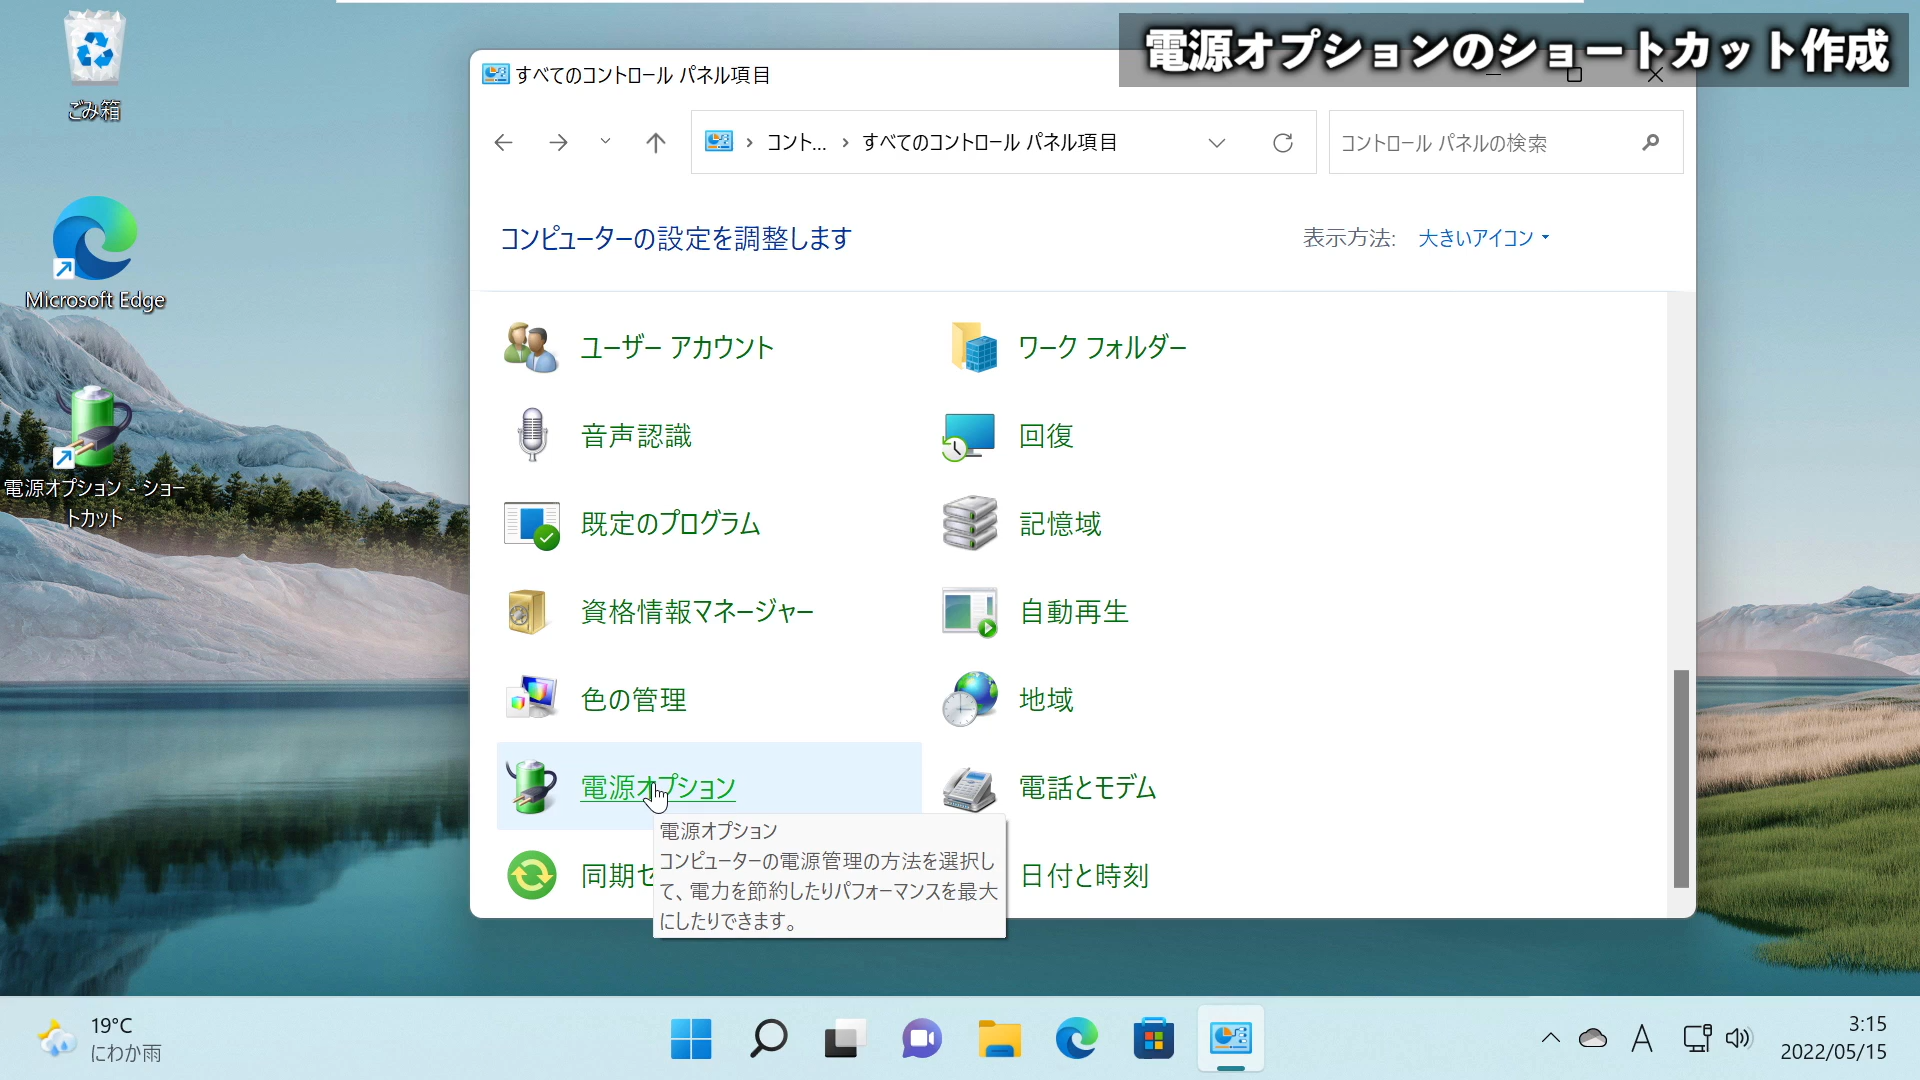 電源オプションのショートカット作成
ごみ箱
Microsoft Edge
電源オプション - ショー
トカット
すべてのコントロール パネル項目
コント... › すべてのコントロール パネル項目
コントロール パネルの検索
コンピューターの設定を調整します
表示方法: 大きいアイコン
ユーザー アカウント
ワーク フォルダー
音声認識
回復
既定のプログラム
記憶域
資格情報マネージャー
自動再生
色の管理
地域
電源オプション
電話とモデム
同期セ
日付と時刻
電源オプション
コンピューターの電源管理の方法を選択し
て、電力を節約したりパフォーマンスを最大
にしたりできます。
19°C
にわか雨
A
3:15
2022/05/15